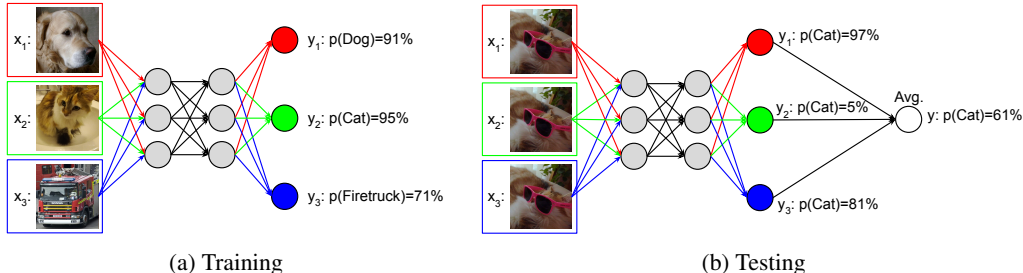 x1:
y1: p(Dog)=91%
x2:
y2: p(Cat)=95%
x3:
y3: p(Firetruck)=71%
(a) Training
x1:
y1: p(Cat)=97%
x2:
y2: p(Cat)=5%
Avg.
y: p(Cat)=61%
x3:
y3: p(Cat)=81%
(b) Testing